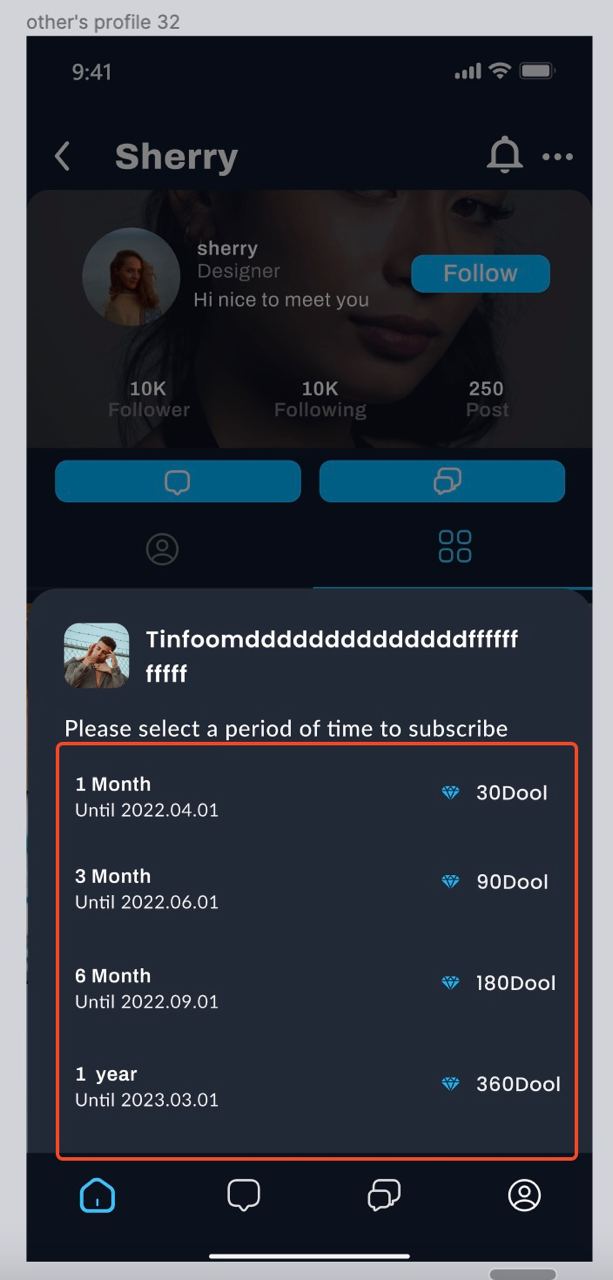 other's profile 32
9:41
Sherry
sherry
Designer
Follow
Hi nice to meet you
10K 10K 250
Follower Following Post
Tinfoomddddddddddddddffffff
fffff
Please select a period of time to subscribe
1 Month
30Dool
Until 2022.04.01
3 Month
90Dool
Until 2022.06.01
6 Month
180Dool
Until 2022.09.01
1 year
360Dool
Until 2023.03.01